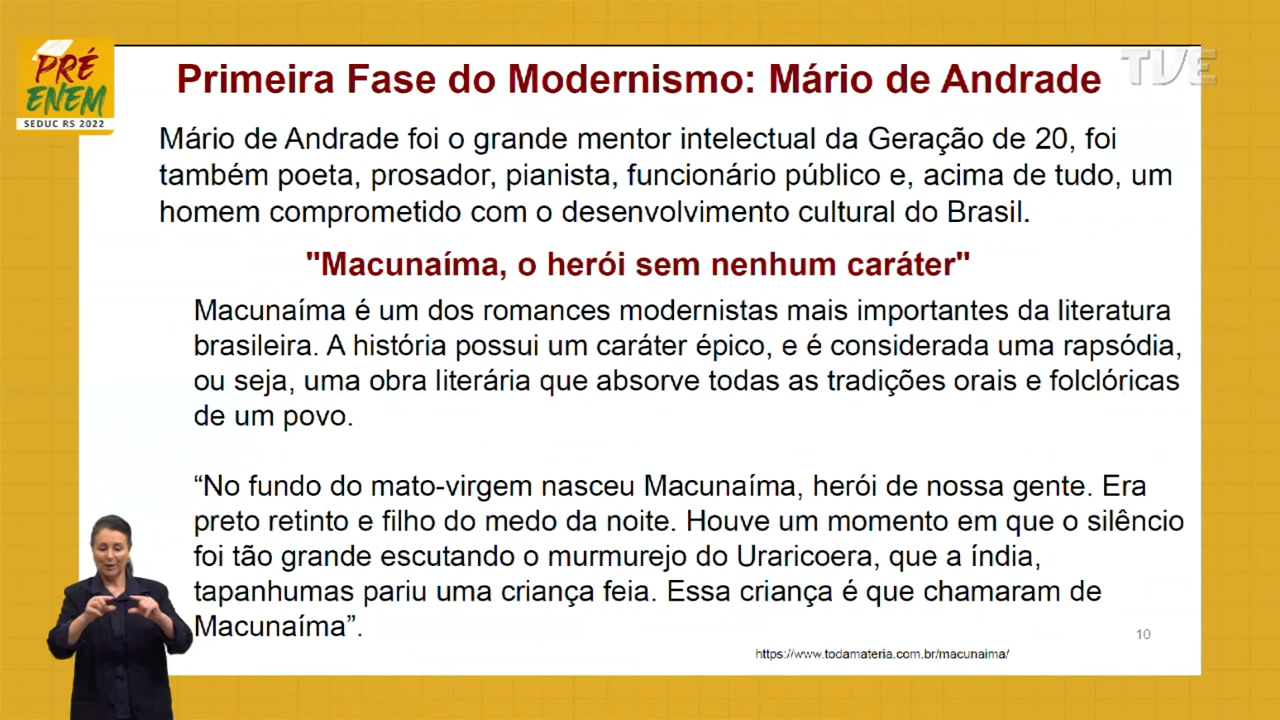 PRÉ
ENEM
SEDUC RS 2022
TVE
Primeira Fase do Modernismo: Mário de Andrade
Mário de Andrade foi o grande mentor intelectual da Geração de 20, foi
também poeta, prosador, pianista, funcionário público e, acima de tudo, um
homem comprometido com o desenvolvimento cultural do Brasil.
"Macunaíma, o herói sem nenhum caráter"
Macunaíma é um dos romances modernistas mais importantes da literatura
brasileira. A história possui um caráter épico, e é considerada uma rapsódia,
ou seja, uma obra literária que absorve todas as tradições orais e folclóricas
de um povo.
“No fundo do mato-virgem nasceu Macunaíma, herói de nossa gente. Era
preto retinto e filho do medo da noite. Houve um momento em que o silêncio
foi tão grande escutando o murmurejo do Uraricoera, que a índia,
tapanhumas pariu uma criança feia. Essa criança é que chamaram de
Macunaíma”.
10
https://www.todamateria.com.br/macunaima/